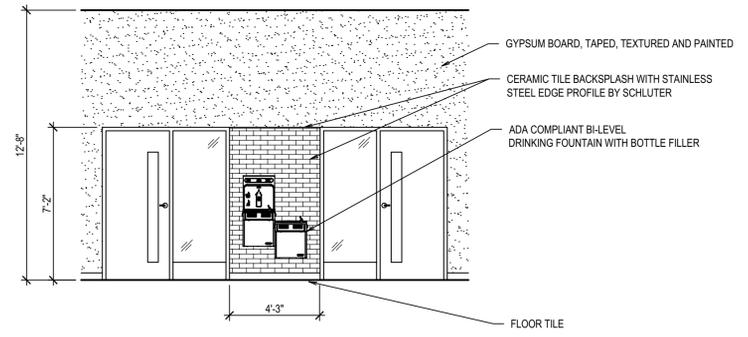 GYPSUM BOARD, TAPED, TEXTURED AND PAINTED
CERAMIC TILE BACKSPLASH WITH STAINLESS
STEEL EDGE PROFILE BY SCHLUTER
ADA COMPLIANT BI-LEVEL
DRINKING FOUNTAIN WITH BOTTLE FILLER
12'-8"
7'-2"
4'-3"
FLOOR TILE